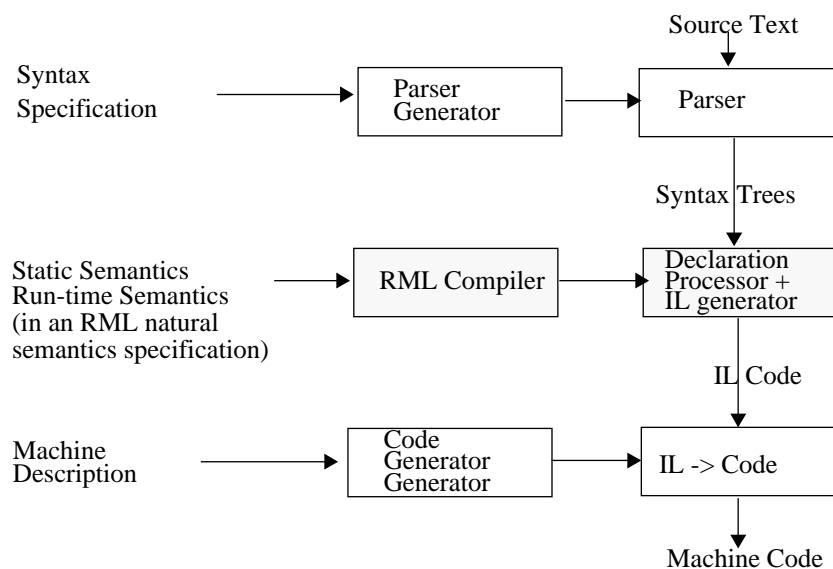 Source Text
Syntax
Specification
Parser
Generator
Parser
Syntax Trees
Static Semantics
Run-time Semantics
(in an RML natural
semantics specification)
RML Compiler
Declaration
Processor +
IL generator
IL Code
Machine
Description
Code
Generator
Generator
IL -> Code
Machine Code